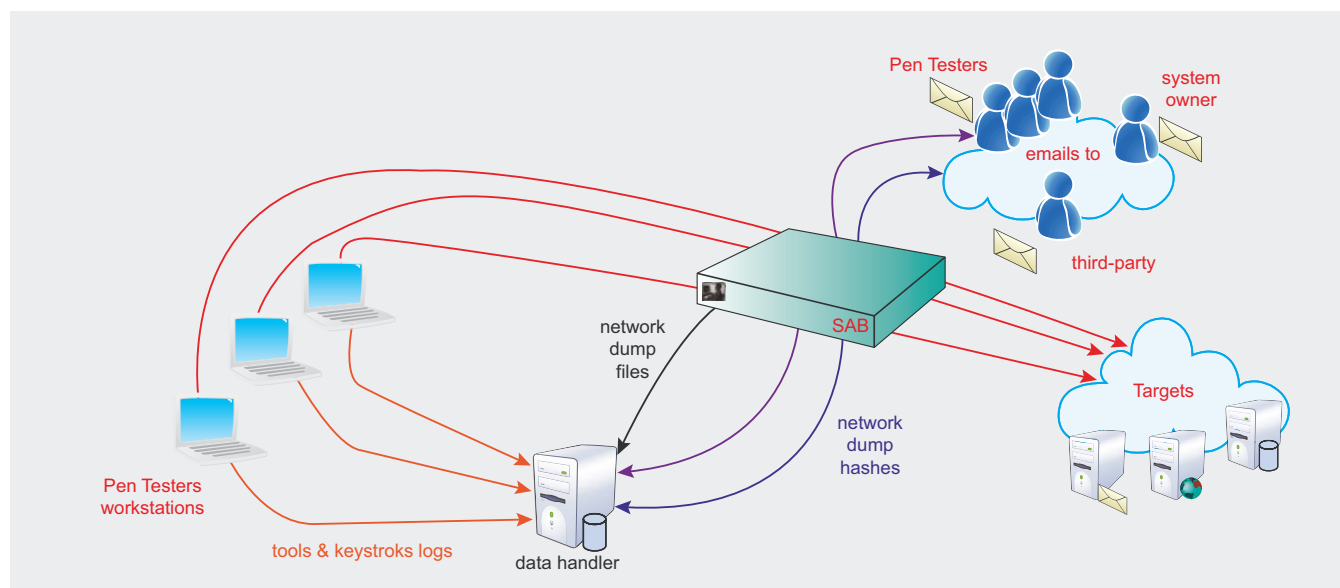 Pen Testers
system
owner
emails to
third-party
SAB
network
dump
files
Targets
network
dump
hashes
Pen Testers
workstations
tools & keystroks logs
data handler